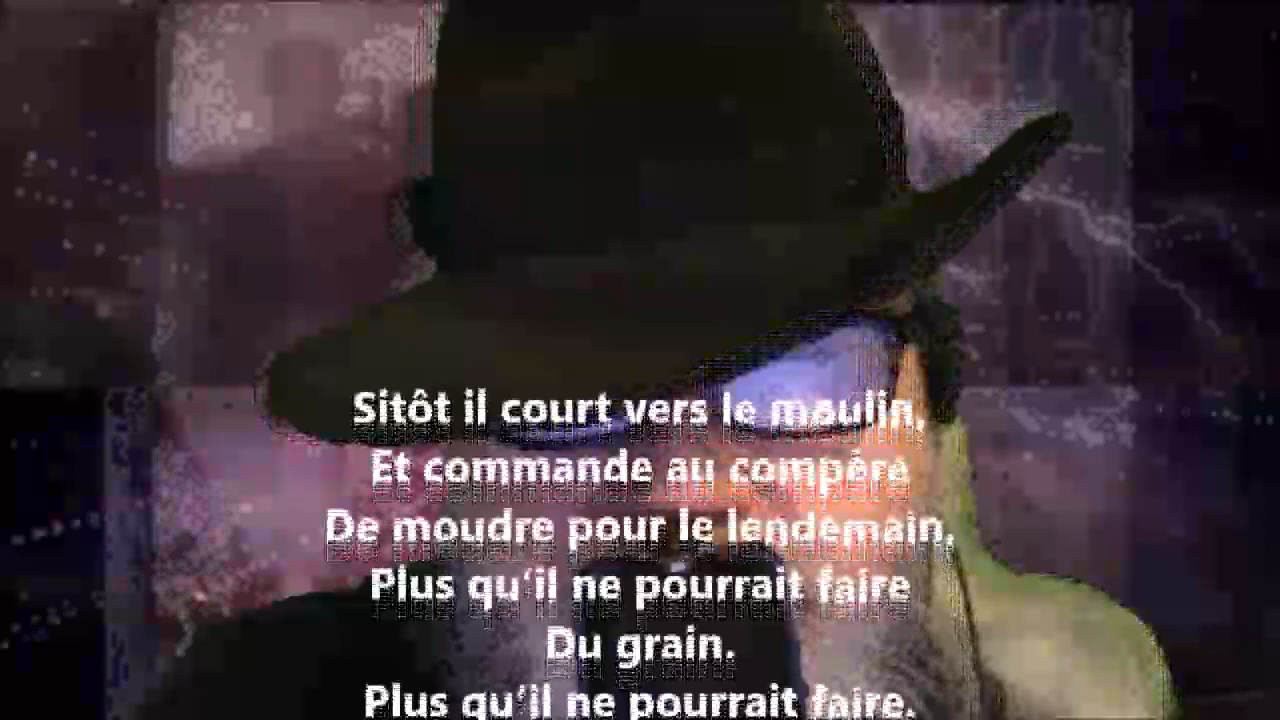 Sitôt il court vers le moulin,
Et commande au compère
De moudre pour le lendemain,
Plus qu'il ne pourrait faire
Du grain.
Plus qu'il ne pourrait faire.